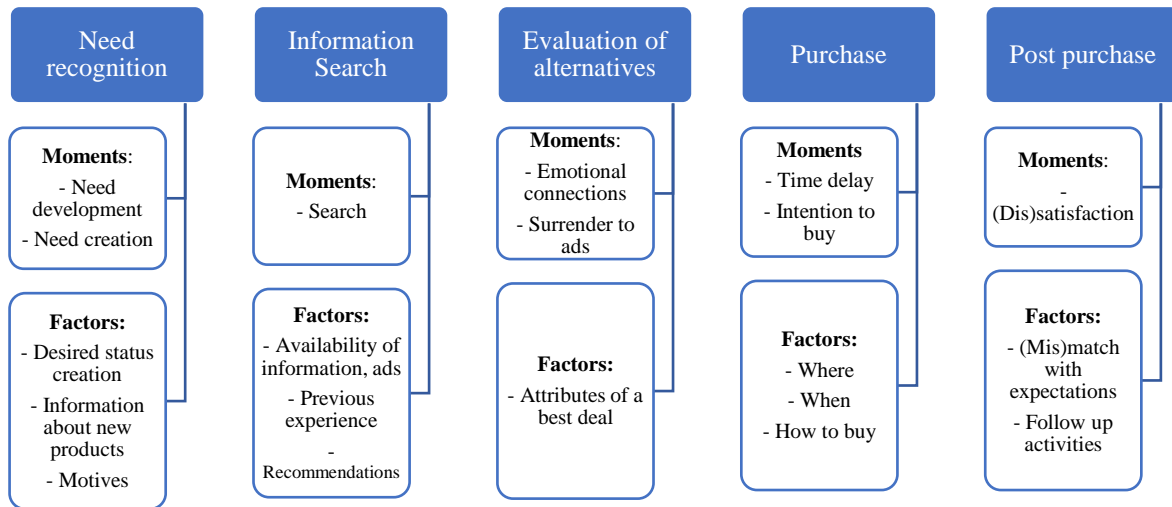 Need
recognition
Moments:
- Need
development
- Need creation
Factors:
- Desired status
creation
- Information
about new
products
- Motives
Information
Search
Moments:
- Search
Factors:
- Availability of
information, ads
- Previous
experience
-
Recommendations
Evaluation of
alternatives
Moments:
- Emotional
connections
- Surrender to
ads
Factors:
- Attributes of a
best deal
Purchase
Moments
- Time delay
- Intention to
buy
Factors:
- Where
- When
- How to buy
Post purchase
Moments:
-
(Dis)satisfaction
Factors:
- (Mis)match
with
expectations
- Follow up
activities